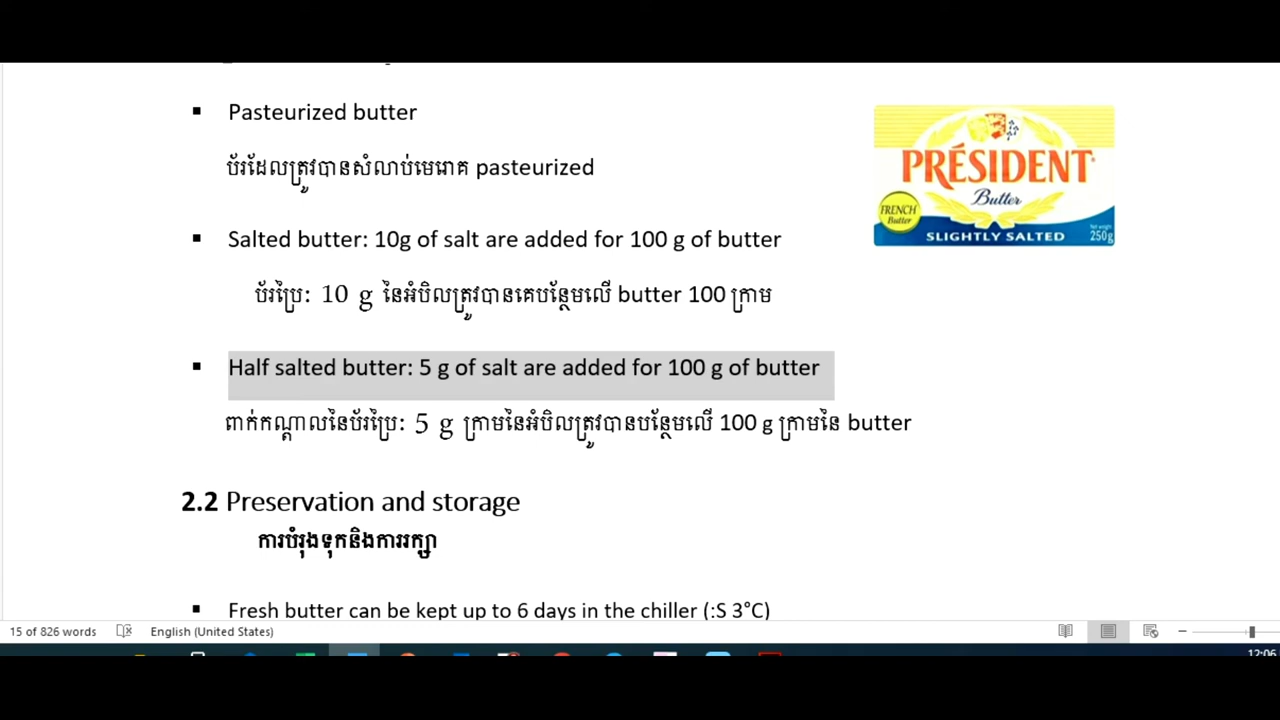 ▪ Pasteurized butter
ប័រដែលត្រូវបានសំលាប់មេរោគ pasteurized
▪ Salted butter: 10g of salt are added for 100 g of butter
ប័រប្រៃ: 10 g នៃអំបិលត្រូវបានគេបន្ថែមលើ butter 100 ក្រាម
▪ Half salted butter: 5 g of salt are added for 100 g of butter
ពាក់កណ្តាលនៃប័រប្រៃ: 5 g ក្រាមនៃអំបិលត្រូវបានបន្ថែមលើ 100 g ក្រាមនៃ butter
PRÉSIDENT
Butter
FRENCH
Butter
SLIGHTLY SALTED
Net weight
250g
2.2 Preservation and storage
ការបំរុងទុកនិងការរក្សា
▪ Fresh butter can be kept up to 6 days in the chiller (:S 3°C)
15 of 826 words
English (United States)
12:06